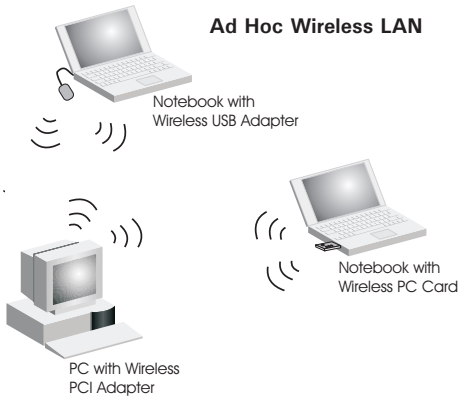 Ad Hoc Wireless LAN
Notebook with
Wireless USB Adapter
Notebook with
Wireless PC Card
PC with Wireless
PCI Adapter